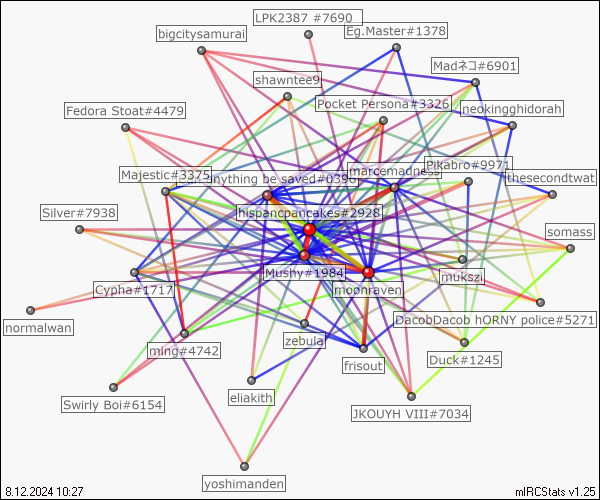 LPK2387 #7690
Eg.Master#1378
bigcitysamurai
Madネコ#6901
shawntee9
Pocket Persona#3326
neokingghidorah
Fedora Stoat#4479
Pikabro#9971
marcemadness
Majestic#3375
anything be saved#0396
thesecondtwat
Silver#7938
hispancpancakes#2928
somass
Mushy#1984
mukszi
Cypha#1717
moonraven
DacobDacob hORNY police#5271
normalwan
zebula
ming#4742
frisout
Duck#1245
eliakith
Swirly Boi#6154
JKOUYH VIII#7034
yoshimanden
8.12.2024 10:27
mIRCStats v1.25